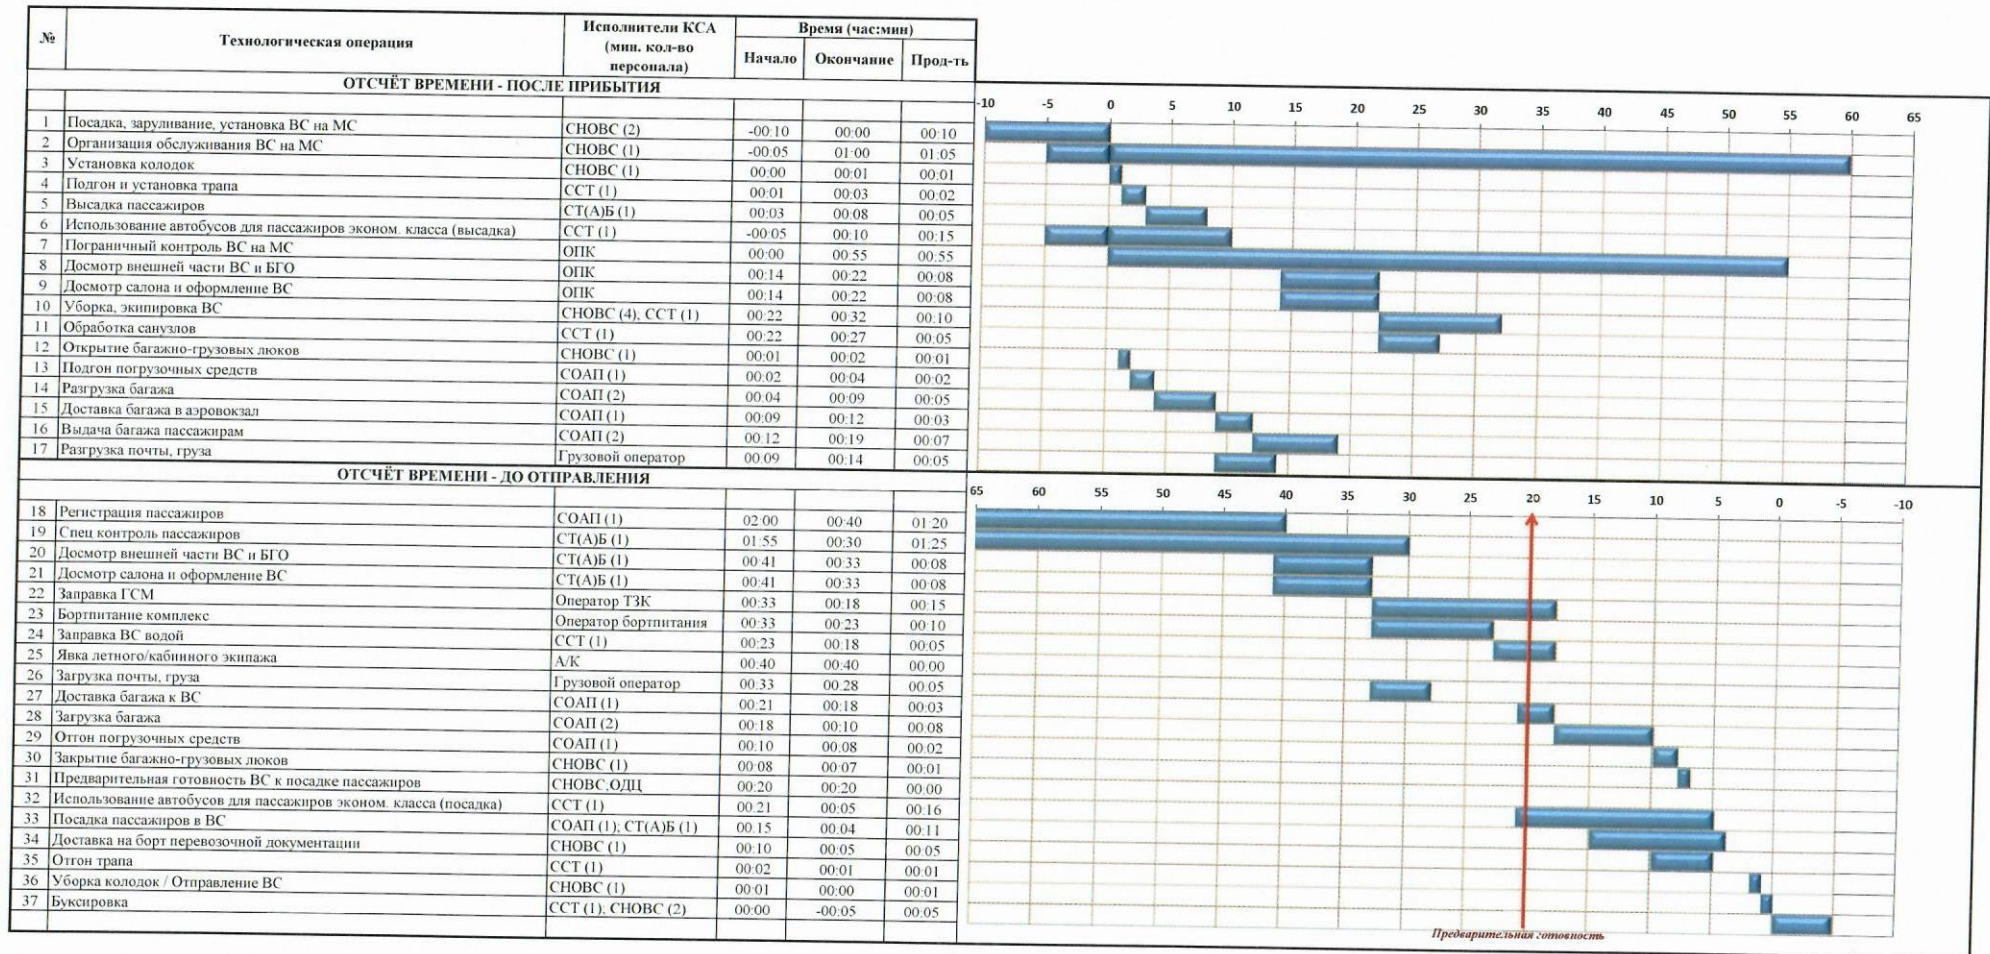 № Технологическая операция Исполнители КСА (мин. кол-во персонала) Время (час:мин)
Начало Окончание Прод-ть
ОТСЧЁТ ВРЕМЕНИ - ПОСЛЕ ПРИБЫТИЯ
-10 -5 0 5 10 15 20 25 30 35 40 45 50 55 60 65
1 Посадка, заруливание, установка ВС на МС СНОВС (2) -00:10 00:00 00:10
2 Организация обслуживания ВС на МС СНОВС (1) -00:05 01:00 01:05
3 Установка колодок СНОВС (1) 00:00 00:01 00:01
4 Подгон и установка трапа ССТ (1) 00:01 00:03 00:02
5 Высадка пассажиров СТ(А)Б (1) 00:03 00:08 00:05
6 Использование автобусов для пассажиров эконом. класса (высадка) ССТ (1) -00:05 00:10 00:15
7 Пограничный контроль ВС на МС ОПК 00:00 00:55 00:55
8 Досмотр внешней части ВС и БГО ОПК 00:14 00:22 00:08
9 Досмотр салона и оформление ВС ОПК 00:14 00:22 00:08
10 Уборка, экипировка ВС СНОВС (4); ССТ (1) 00:22 00:32 00:10
11 Обработка санузлов ССТ (1) 00:22 00:27 00:05
12 Открытие багажно-грузовых люков СНОВС (1) 00:01 00:02 00:01
13 Подгон погрузочных средств СОАП (1) 00:02 00:04 00:02
14 Разгрузка багажа СОАП (2) 00:04 00:09 00:05
15 Доставка багажа в аэровокзал СОАП (1) 00:09 00:12 00:03
16 Выдача багажа пассажирам СОАП (2) 00:12 00:19 00:07
17 Разгрузка почты, груза Грузовой оператор 00:09 00:14 00:05
ОТСЧЁТ ВРЕМЕНИ - ДО ОТПРАВЛЕНИЯ
65 60 55 50 45 40 35 30 25 20 15 10 5 0 -5 -10
18 Регистрация пассажиров СОАП (1) 02:00 00:40 01:20
19 Спец контроль пассажиров СТ(А)Б (1) 01:55 00:30 01:25
20 Досмотр внешней части ВС и БГО СТ(А)Б (1) 00:41 00:33 00:08
21 Досмотр салона и оформление ВС СТ(А)Б (1) 00:41 00:33 00:08
22 Заправка ГСМ Оператор ТЗК 00:33 00:18 00:15
23 Бортпитание комплекс Оператор бортпитания 00:33 00:23 00:10
24 Заправка ВС водой ССТ (1) 00:23 00:18 00:05
25 Явка летного/кабинного экипажа А/К 00:40 00:40 00:00
26 Загрузка почты, груза Грузовой оператор 00:33 00:28 00:05
27 Доставка багажа к ВС СОАП (1) 00:21 00:18 00:03
28 Загрузка багажа СОАП (2) 00:18 00:10 00:08
29 Отгон погрузочных средств СОАП (1) 00:10 00:08 00:02
30 Закрытие багажно-грузовых люков СНОВС (1) 00:08 00:07 00:01
31 Предварительная готовность ВС к посадке пассажиров СНОВС,ОДЦ 00:20 00:20 00:00
32 Использование автобусов для пассажиров эконом. класса (посадка) ССТ (1) 00:21 00:05 00:16
33 Посадка пассажиров в ВС СОАП (1); СТ(А)Б (1) 00:15 00:04 00:11
34 Доставка на борт перевозочной документации СНОВС (1) 00:10 00:05 00:05
35 Отгон трапа ССТ (1) 00:02 00:01 00:01
36 Уборка колодок / Отправление ВС СНОВС (1) 00:01 00:00 00:01
37 Буксировка ССТ (1); СНОВС (2) 00:00 -00:05 00:05
Предварительная готовность